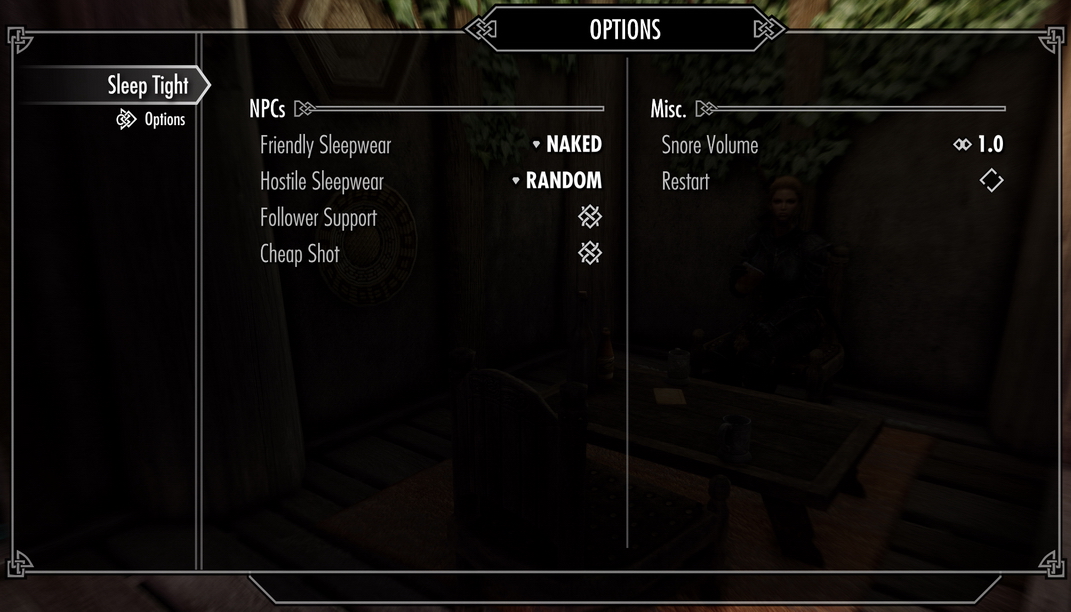 OPTIONS
Sleep Tight
Options
NPCs
Friendly Sleepwear NAKED
Hostile Sleepwear RANDOM
Follower Support
Cheap Shot
Misc.
Snore Volume 1.0
Restart